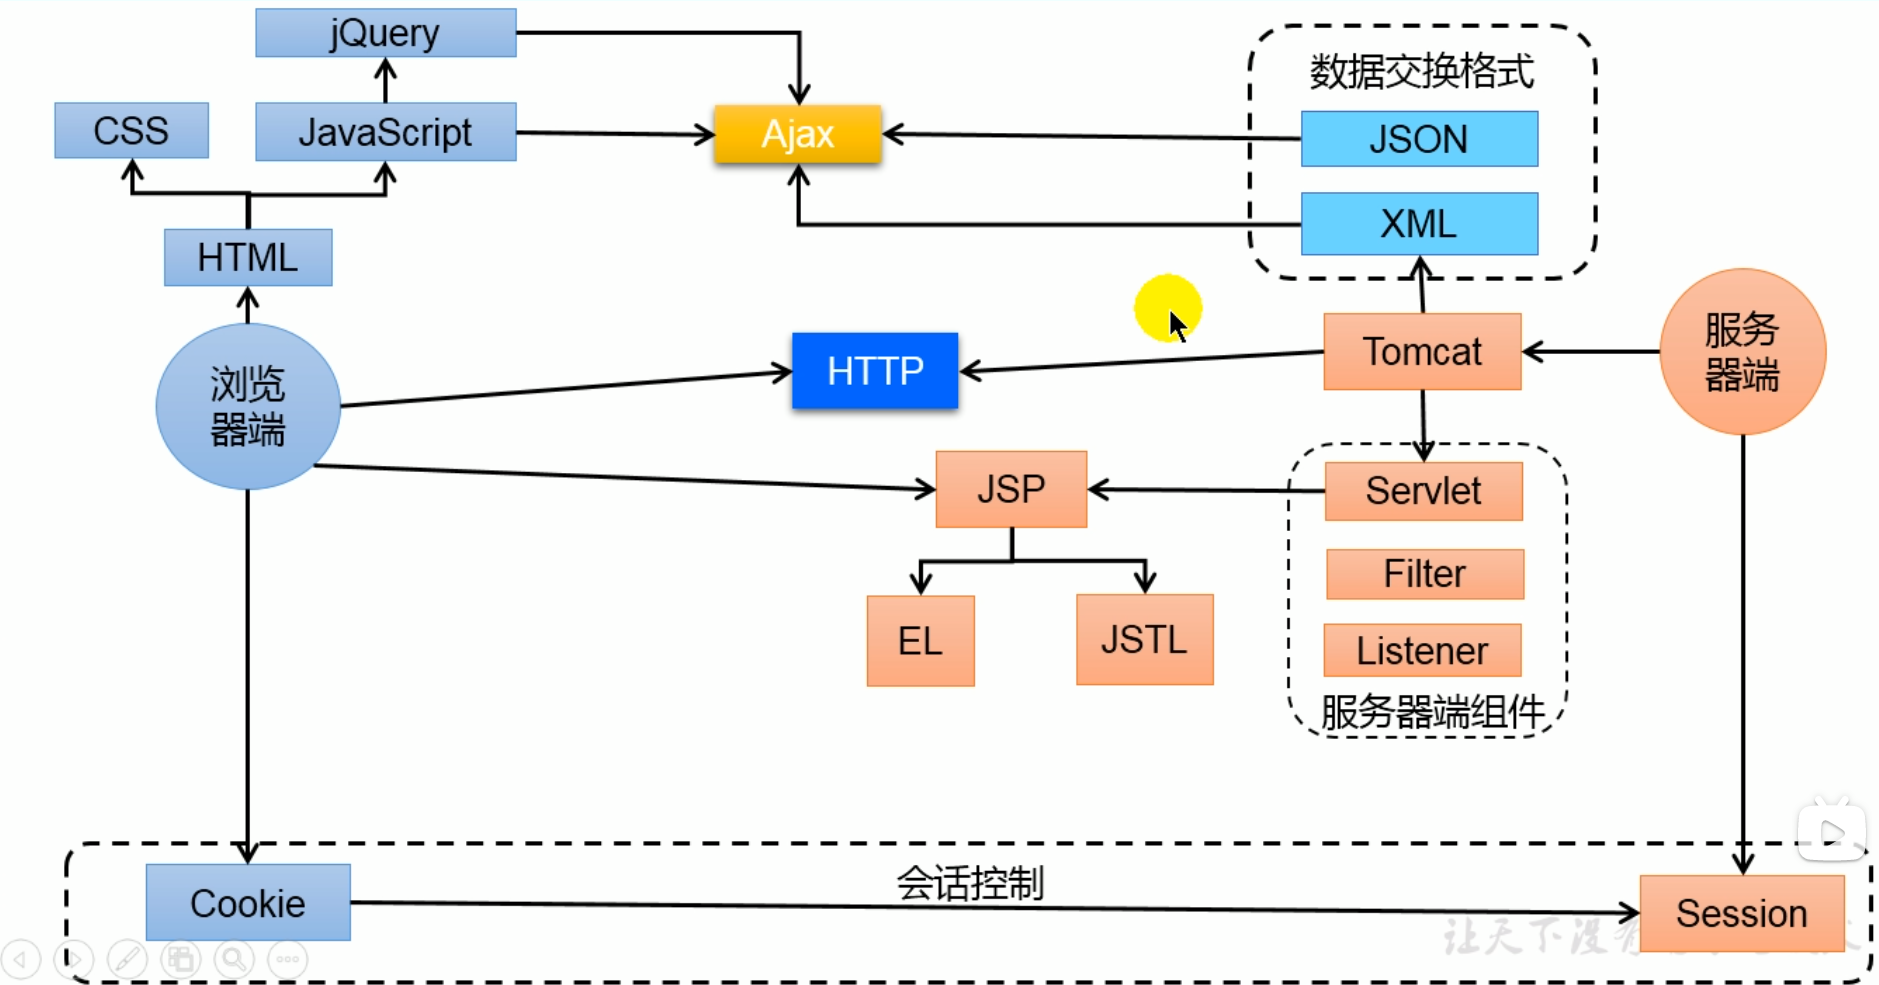 jQuery
数据交换格式
CSS
JavaScript
Ajax
JSON
XML
HTML
浏览
器端
HTTP
Tomcat
服务
器端
JSP
Servlet
Filter
EL
JSTL
Listener
服务器端组件
会话控制
Cookie
Session
让天下没有